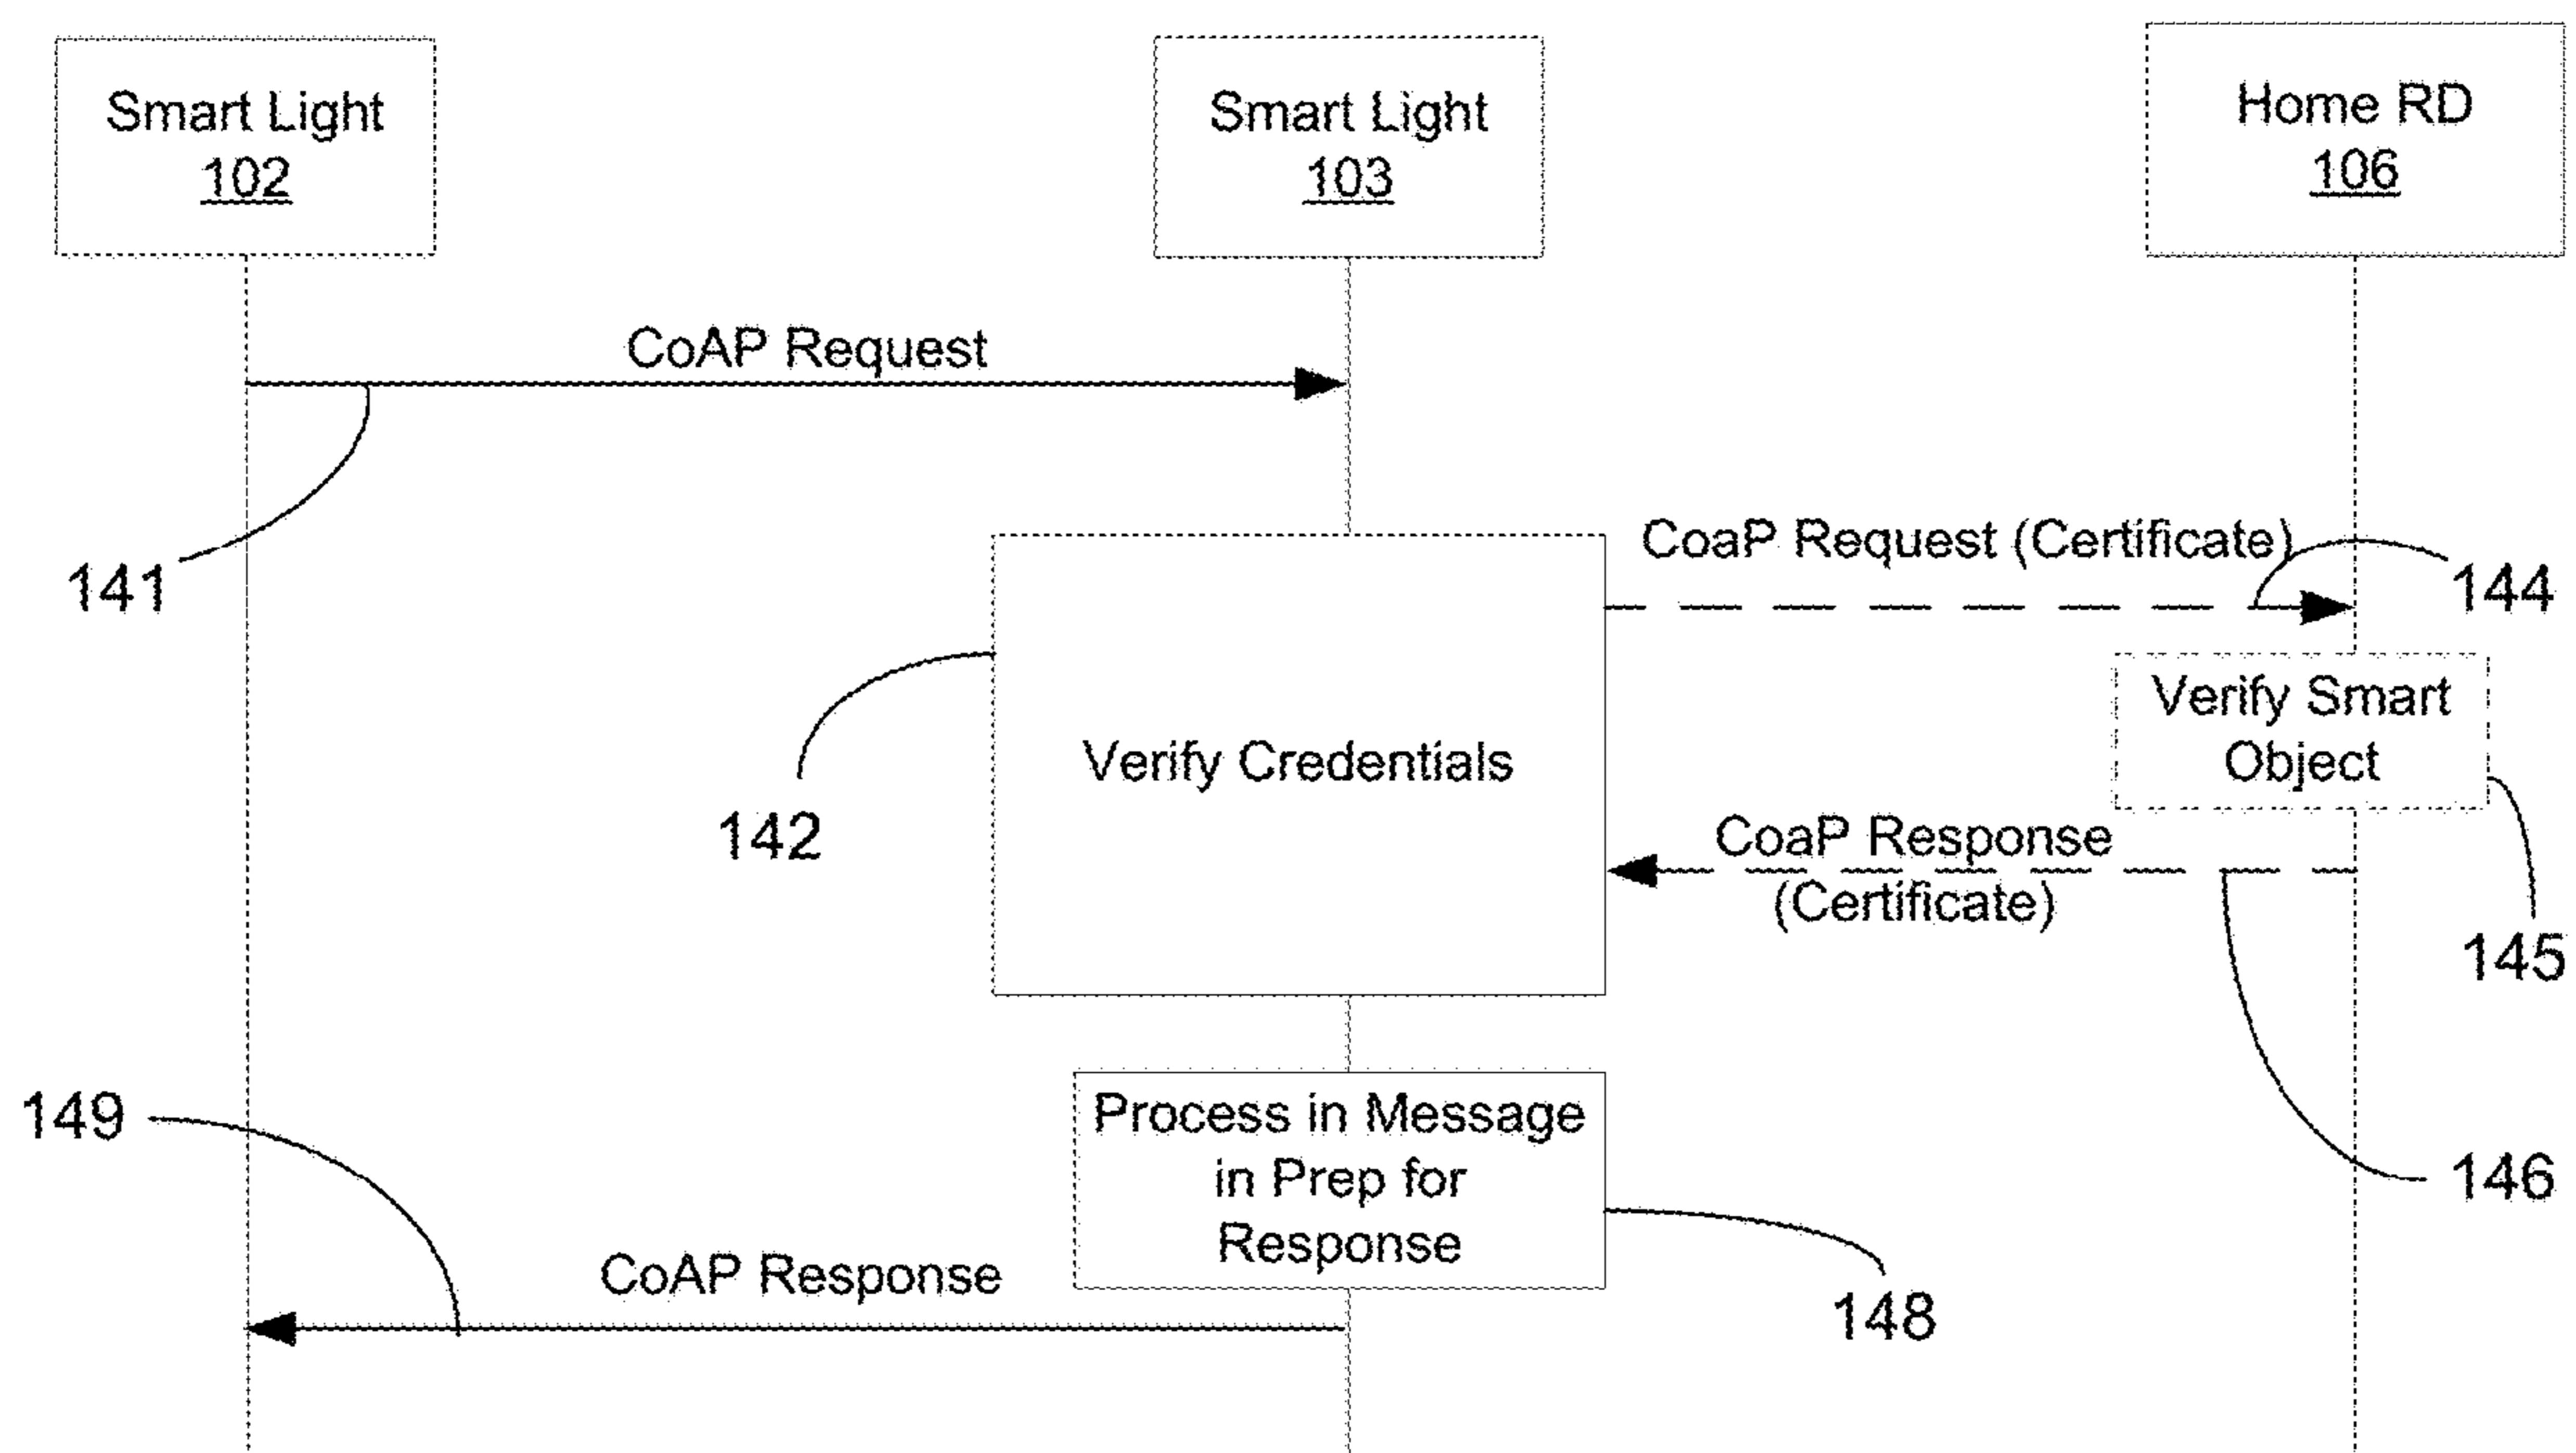 Smart Light
102
Smart Light
103
Home RD
106
CoAP Request
141
CoaP Request (Certificate)
144
Verify Smart
Object
145
Verify Credentials
142
CoaP Response
(Certificate)
146
Process in Message
in Prep for
Response
148
149
CoAP Response